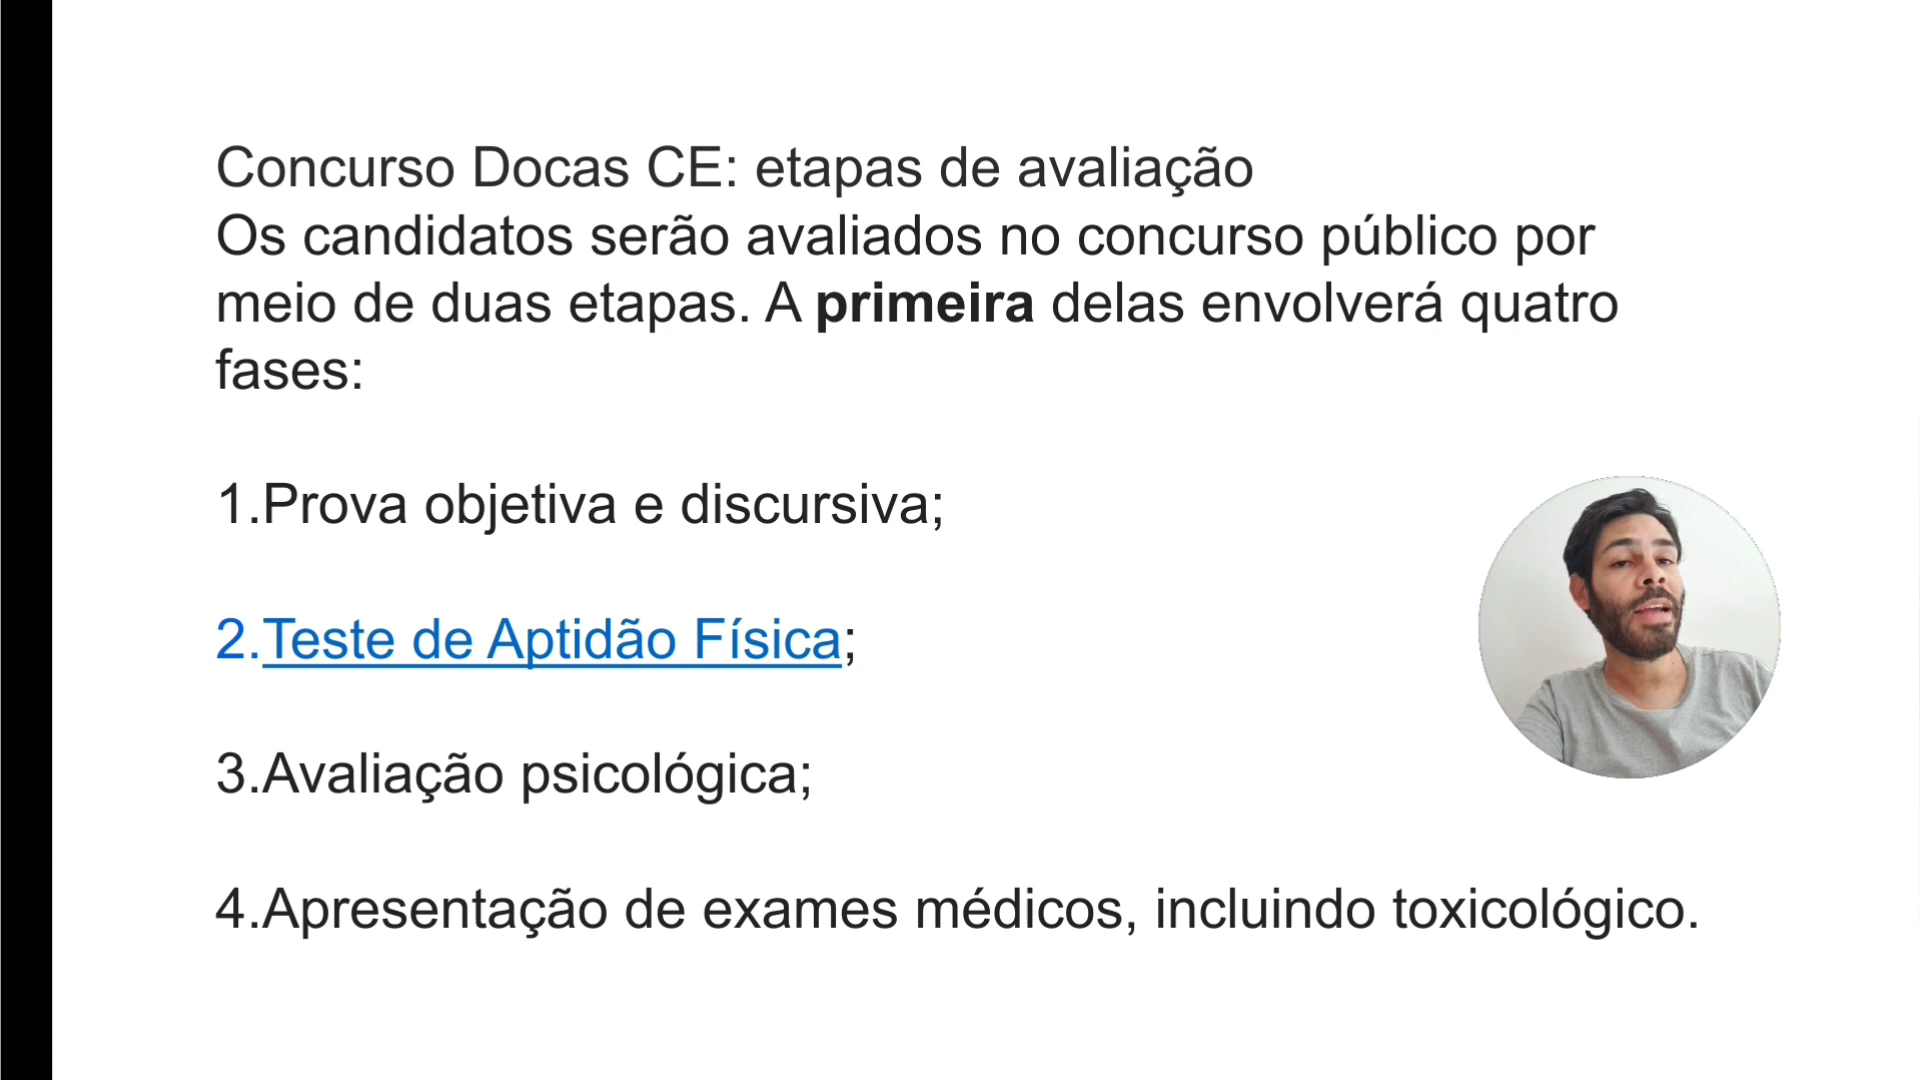 Concurso Docas CE: etapas de avaliação
Os candidatos serão avaliados no concurso público por
meio de duas etapas. A primeira delas envolverá quatro
fases:
1.Prova objetiva e discursiva;
2.Teste de Aptidão Física;
3.Avaliação psicológica;
4.Apresentação de exames médicos, incluindo toxicológico.